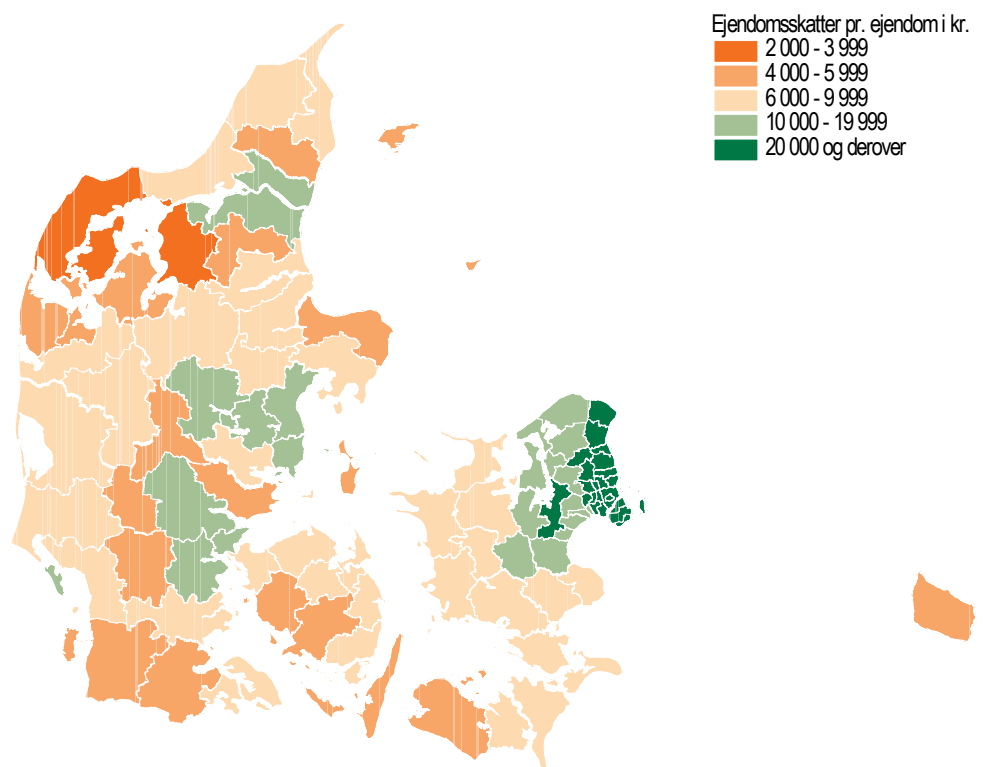 Ejendomsskatter pr. ejendom i kr.
2 000 - 3 999
4 000 - 5 999
6 000 - 9 999
10 000 - 19 999
20 000 og derover